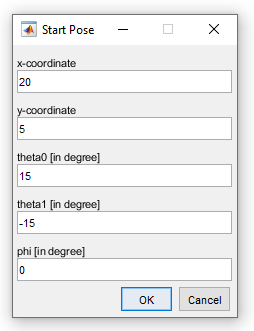 Start Pose
x-coordinate
20
y-coordinate
5
theta0 [in degree]
15
theta1 [in degree]
-15
phi [in degree]
0
OK Cancel